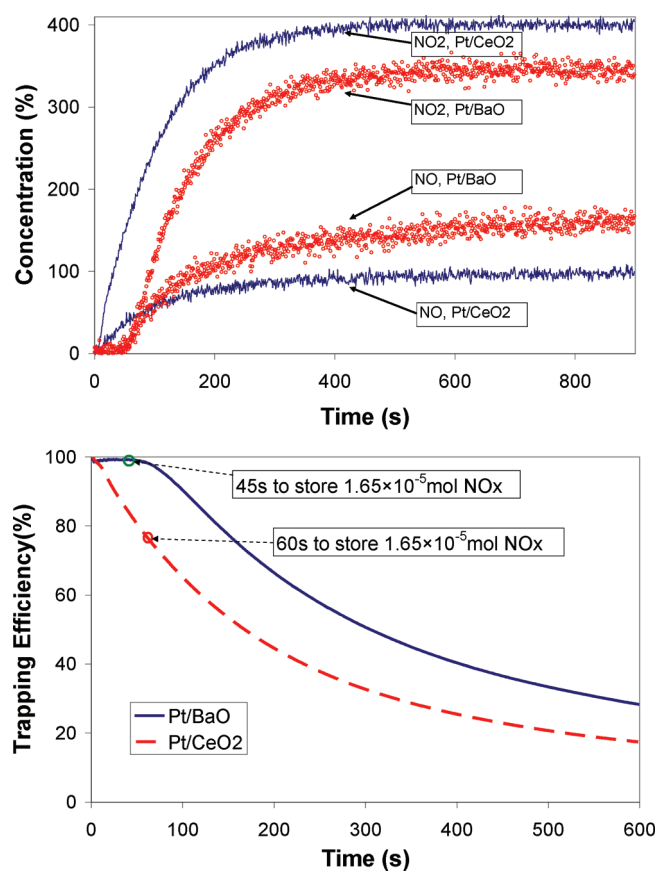 400
NO2, Pt/CeO2
NO2, Pt/BaO
300
Concentration (%)
200
NO, Pt/BaO
100
NO, Pt/CeO2
0
0 200 400 600 800
Time (s)
100
45s to store 1.65×10⁻⁵mol NOx
80
60s to store 1.65×10⁻⁵mol NOx
Trapping Efficiency(%)
60
40
Pt/BaO
Pt/CeO2
20
0
0 100 200 300 400 500 600
Time (s)